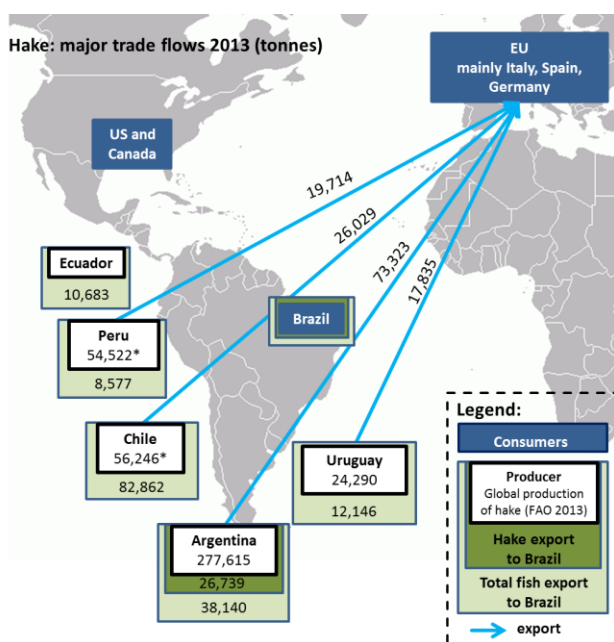 Hake: major trade flows 2013 (tonnes)
EU
mainly Italy, Spain,
Germany
US and
Canada
19,714
26,029
73,323
17,835
Ecuador
10,683
Peru
54,522*
8,577
Brazil
Chile
56,246*
82,862
Uruguay
24,290
12,146
Argentina
277,615
26,739
38,140
Legend:
Consumers
Producer
Global production
of hake (FAO 2013)
Hake export
to Brazil
Total fish export
to Brazil
export